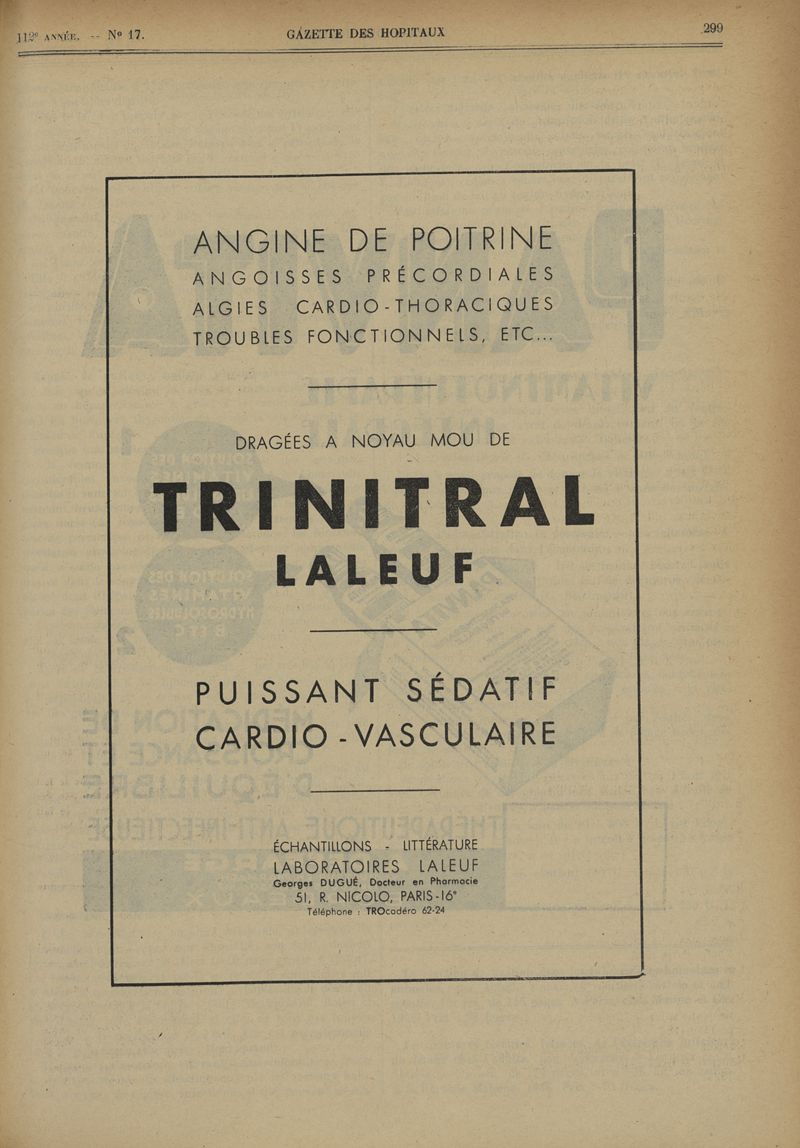 112e ANNÉE. -- No 17.
GAZETTE DES HOPITAUX
299
ANGINE DE POITRINE
ANGOISSES PRÉCORDIALES
ALGIES CARDIO-THORACIQUES
TROUBLES FONCTIONNELS, ETC...
DRAGÉES A NOYAU MOU DE
TRINITRAL
LALEUF
PUISSANT SÉDATIF
CARDIO-VASCULAIRE
ÉCHANTILLONS - LITTÉRATURE
LABORATOIRES LALEUF
Georges DUGUÉ, Docteur en Pharmacie
51, R. NICOLO, PARIS-16e
Téléphone : TROcadéro 62-24